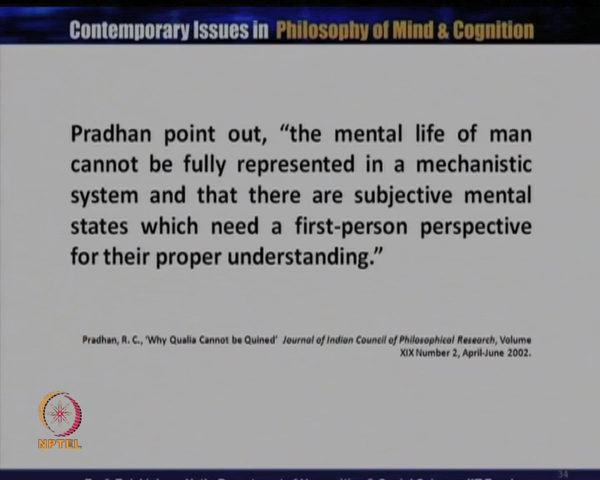 Contemporary Issues in Philosophy of Mind & Cognition
Pradhan point out, “the mental life of man
cannot be fully represented in a mechanistic
system and that there are subjective mental
states which need a first-person perspective
for their proper understanding.”
Pradhan, R. C., 'Why Qualia Cannot be Quined' Journal of Indian Council of Philosophical Research, Volume
XIX Number 2, April-June 2002.
NPTEL
34